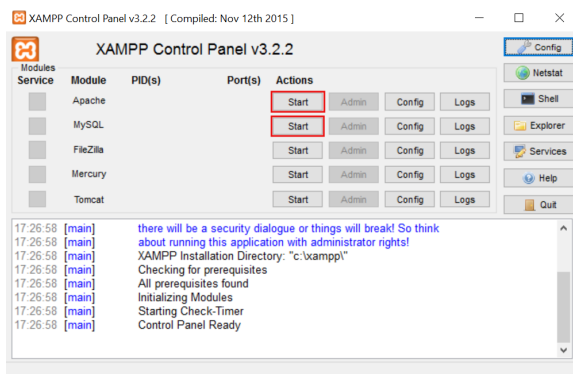 XAMPP Control Panel v3.2.2 [ Compiled: Nov 12th 2015 ]
XAMPP Control Panel v3.2.2
Config
Modules
Service Module PID(s) Port(s) Actions
Netstat
Apache Start Admin Config Logs
Shell
MySQL Start Admin Config Logs
Explorer
FileZilla Start Admin Config Logs
Services
Mercury Start Admin Config Logs
Help
Tomcat Start Admin Config Logs
Quit
17:26:58 [main] there will be a security dialogue or things will break! So think
17:26:58 [main] about running this application with administrator rights!
17:26:58 [main] XAMPP Installation Directory: "c:\xampp\"
17:26:58 [main] Checking for prerequisites
17:26:58 [main] All prerequisites found
17:26:58 [main] Initializing Modules
17:26:58 [main] Starting Check-Timer
17:26:58 [main] Control Panel Ready